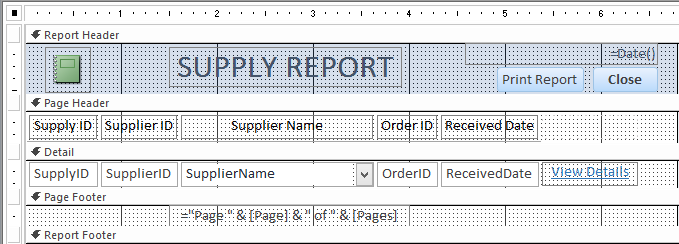 1 2 3 4 5 6
Report Header
=Date()
SUPPLY REPORT
Print Report Close
Page Header
Supply ID Supplier ID Supplier Name Order ID Received Date
Detail
SupplyID SupplierID SupplierName OrderID ReceivedDate View Details
Page Footer
="Page " & [Page] & " of " & [Pages]
Report Footer